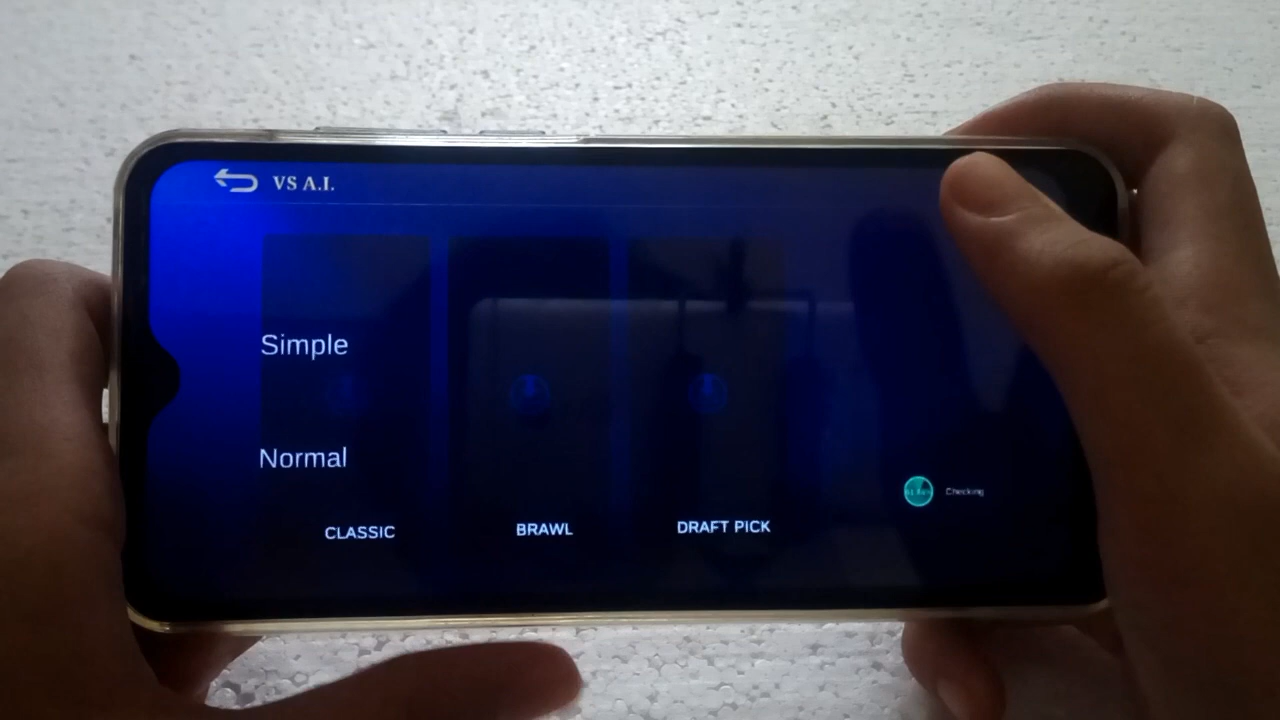 VS A.I.
Simple
Normal
CLASSIC
BRAWL
DRAFT PICK
Checking